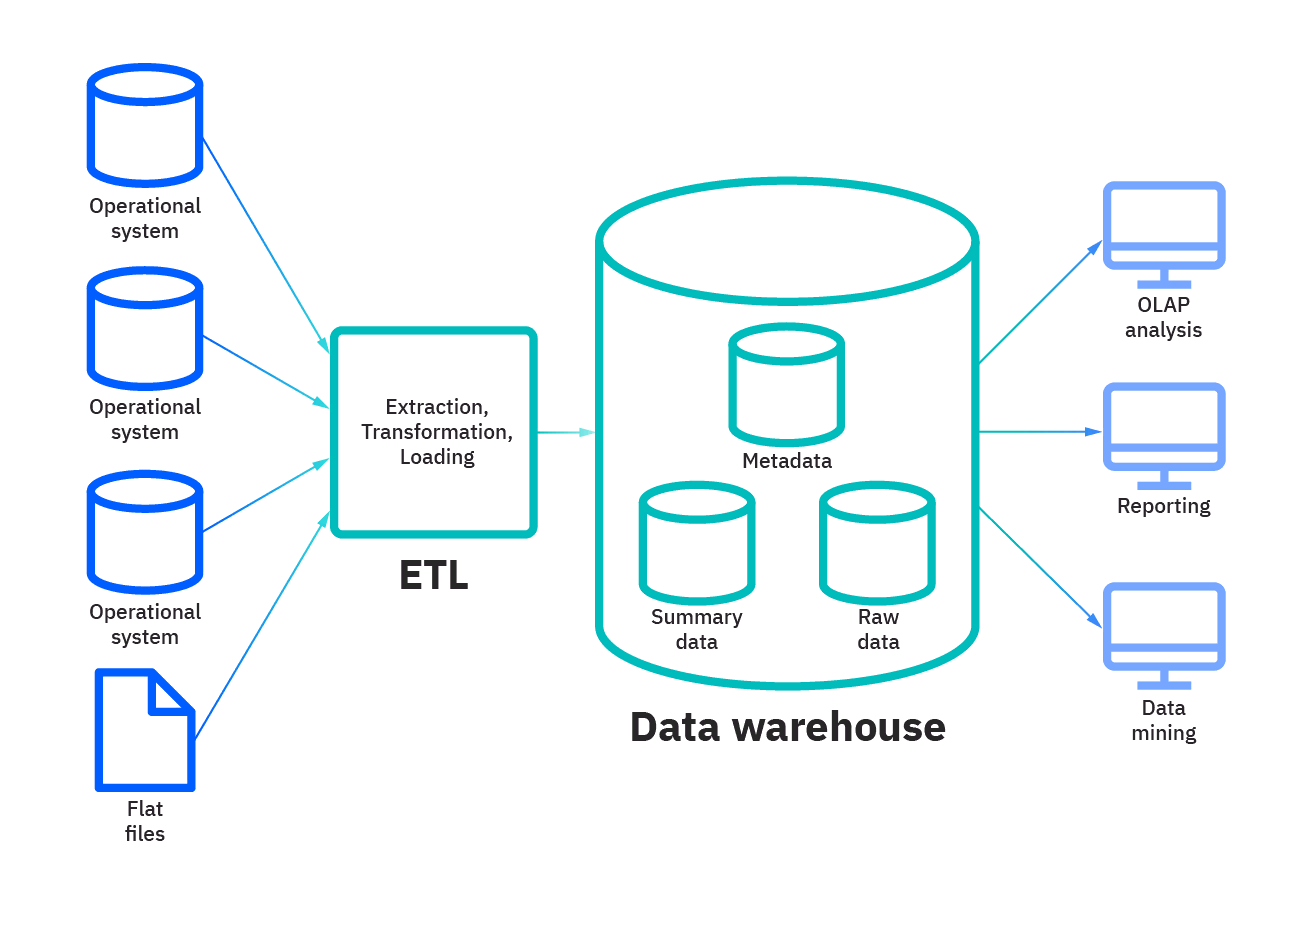 Operational
system
Operational
system
Operational
system
Flat
files
Extraction,
Transformation,
Loading
ETL
Metadata
Summary
data
Raw
data
Data warehouse
OLAP
analysis
Reporting
Data
mining